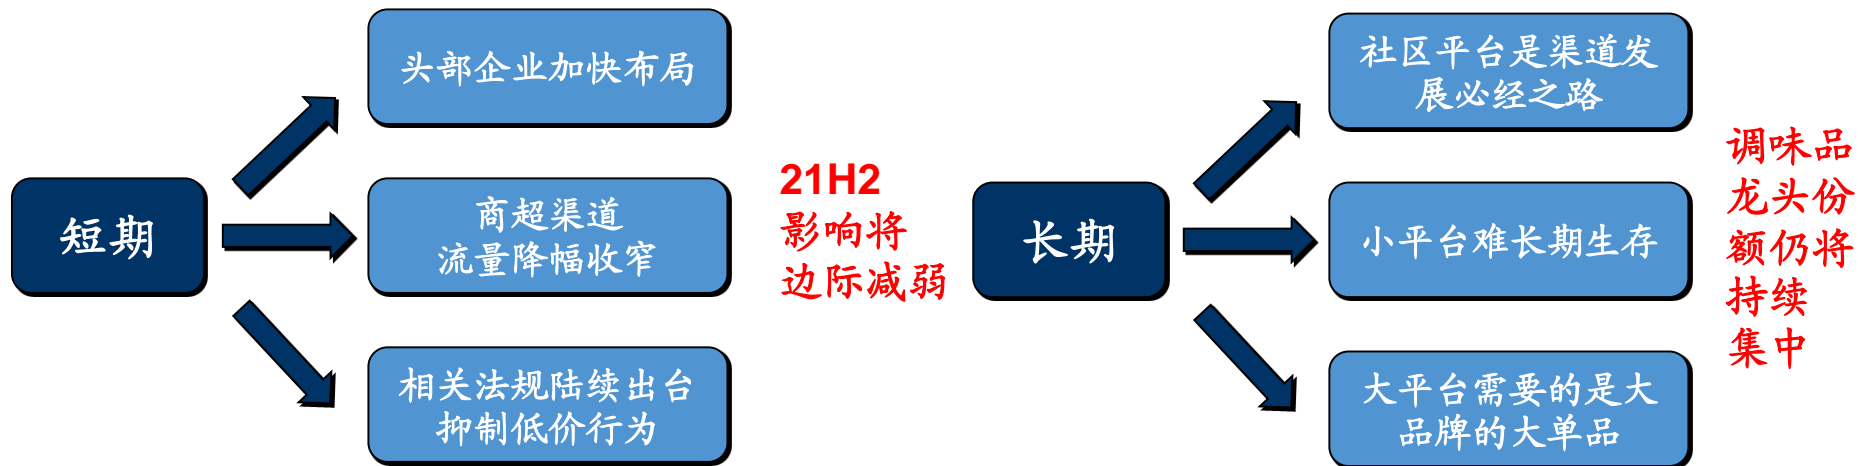 短期
头部企业加快布局
商超渠道
流量降幅收窄
相关法规陆续出台
抑制低价行为
21H2
影响将
边际减弱
长期
社区平台是渠道发
展必经之路
小平台难长期生存
大平台需要的是大
品牌的大单品
调味品
龙头份
额仍将
持续
集中